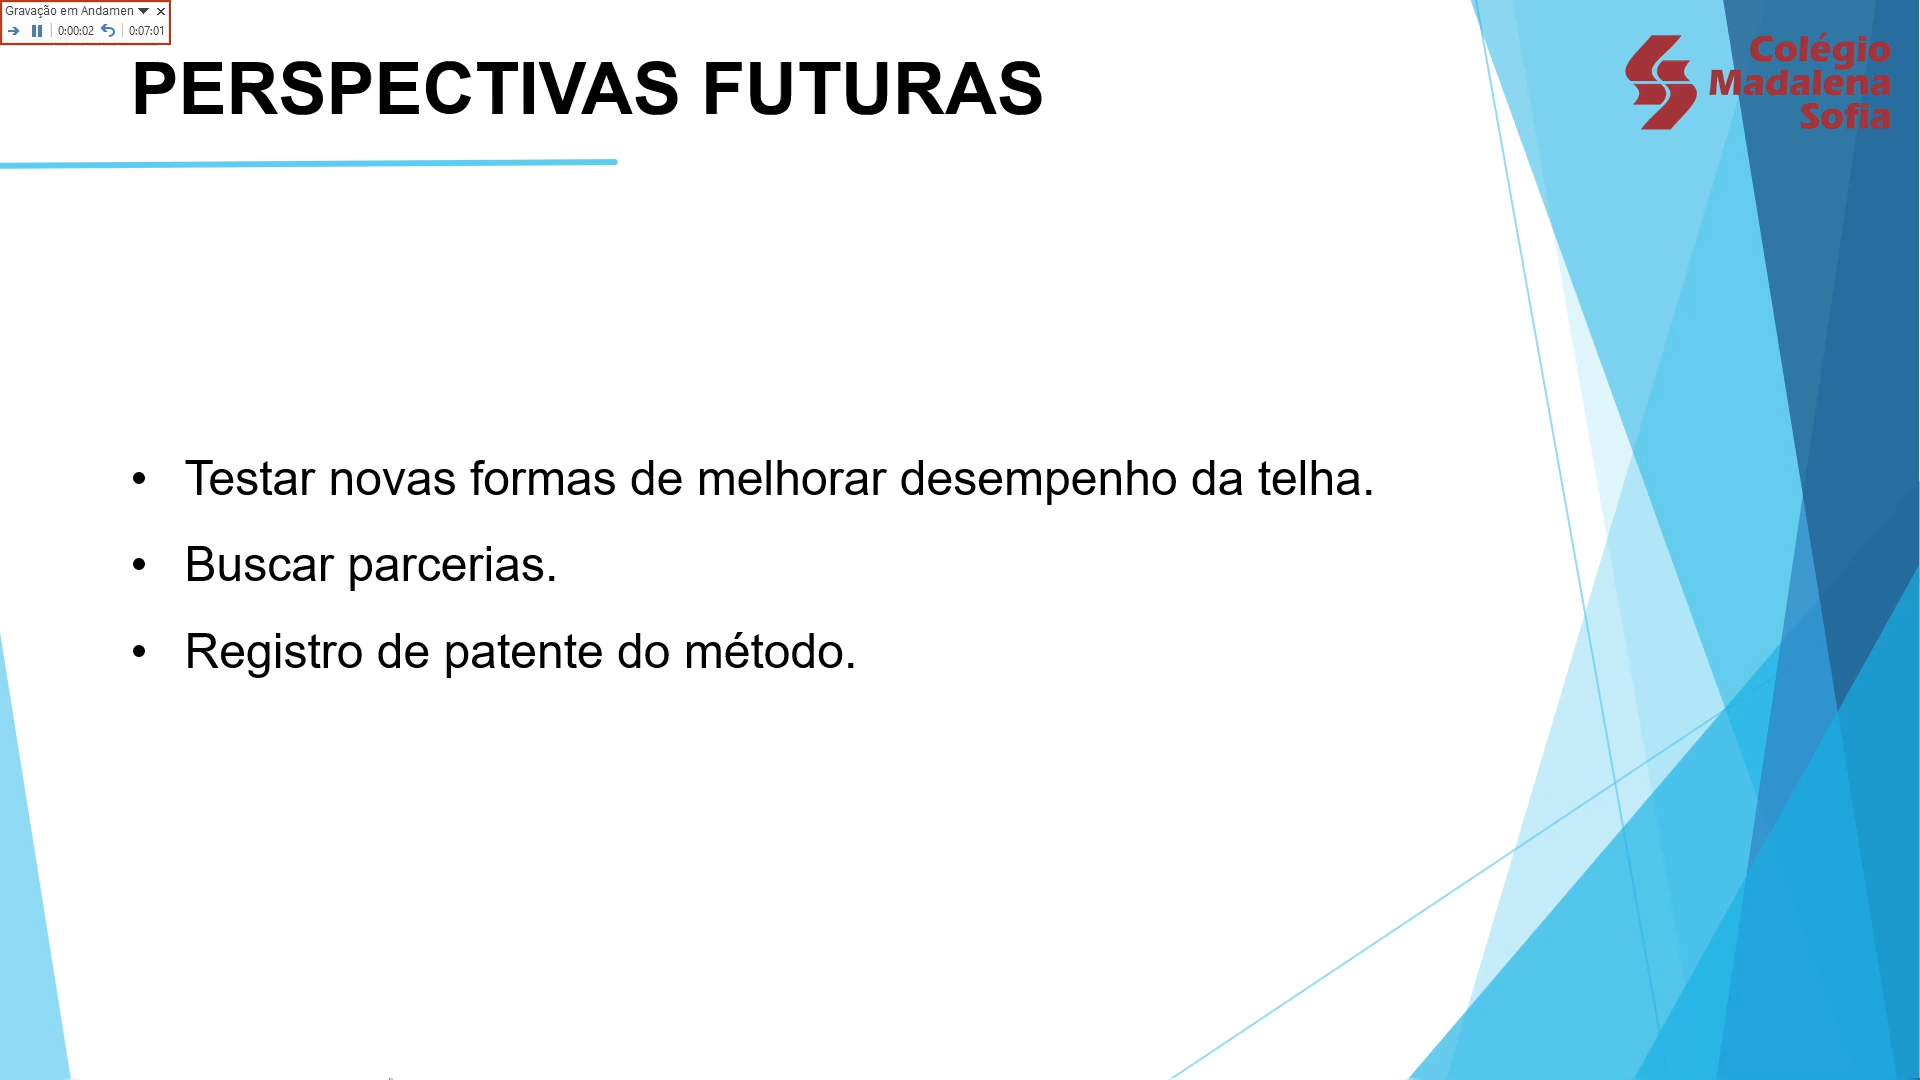 Gravação em Andamen
0:00:02 0:07:01
PERSPECTIVAS FUTURAS
Colégio
Madalena
Sofia
• Testar novas formas de melhorar desempenho da telha.
• Buscar parcerias.
• Registro de patente do método.